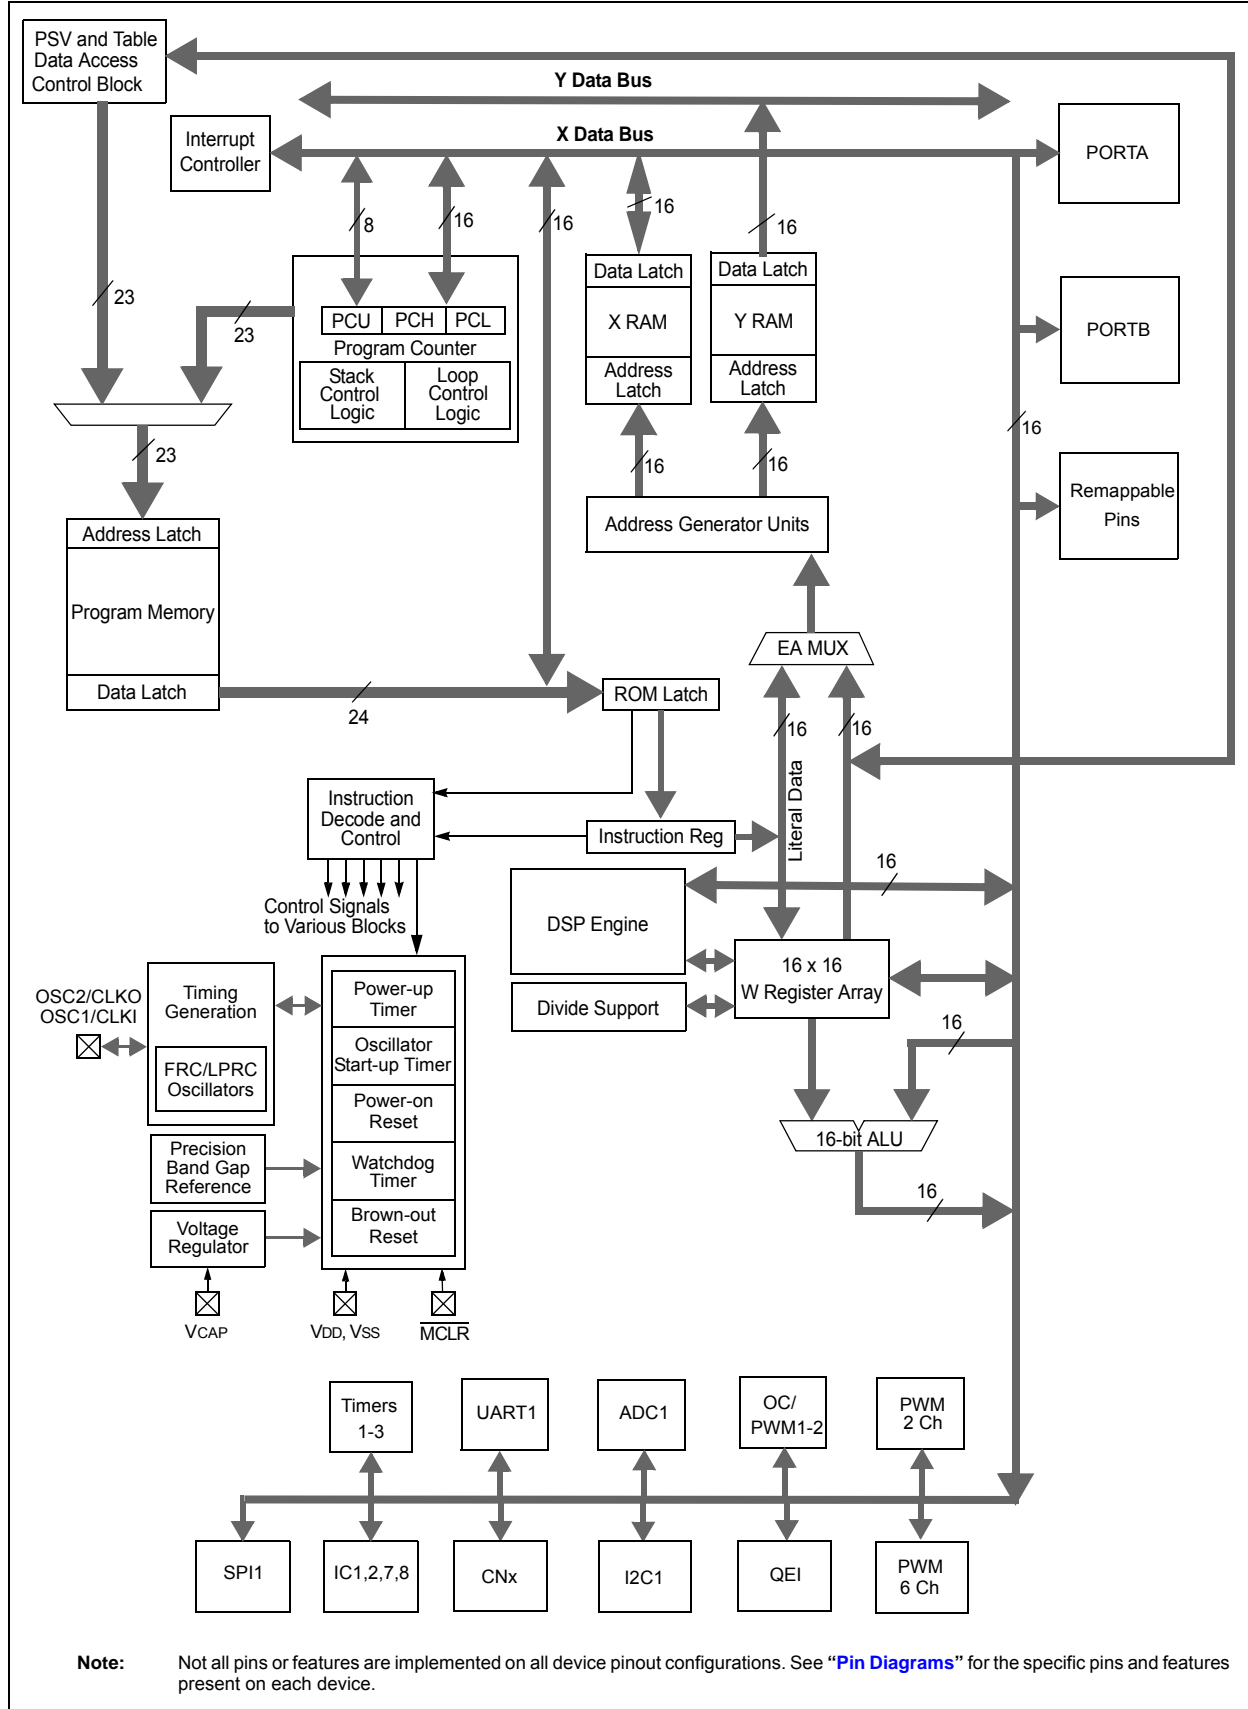 PSV and Table
Data Access
Control Block
Y Data Bus
X Data Bus
Interrupt
Controller
PORTA
8
16
16
16
16
23
23
Data Latch
Data Latch
PCU
PCH
PCL
X RAM
Y RAM
PORTB
Program Counter
Stack
Control
Logic
Loop
Control
Logic
Address
Latch
Address
Latch
16
23
16
16
Address Generator Units
Remappable
Pins
Address Latch
Program Memory
Data Latch
24
EA MUX
ROM Latch
16
16
Literal Data
Instruction
Decode and
Control
Instruction Reg
Control Signals
to Various Blocks
16
DSP Engine
16 x 16
W Register Array
Divide Support
OSC2/CLKO
OSC1/CLKI
Timing
Generation
FRC/LPRC
Oscillators
Power-up
Timer
Oscillator
Start-up Timer
Power-on
Reset
Watchdog
Timer
Brown-out
Reset
16
16-bit ALU
16
Precision
Band Gap
Reference
Voltage
Regulator
VCAP
VDD, VSS
MCLR
Timers
1-3
UART1
ADC1
OC/
PWM1-2
PWM
2 Ch
SPI1
IC1,2,7,8
CNx
I2C1
QEI
PWM
6 Ch
Note: Not all pins or features are implemented on all device pinout configurations. See “Pin Diagrams” for the specific pins and features
present on each device.